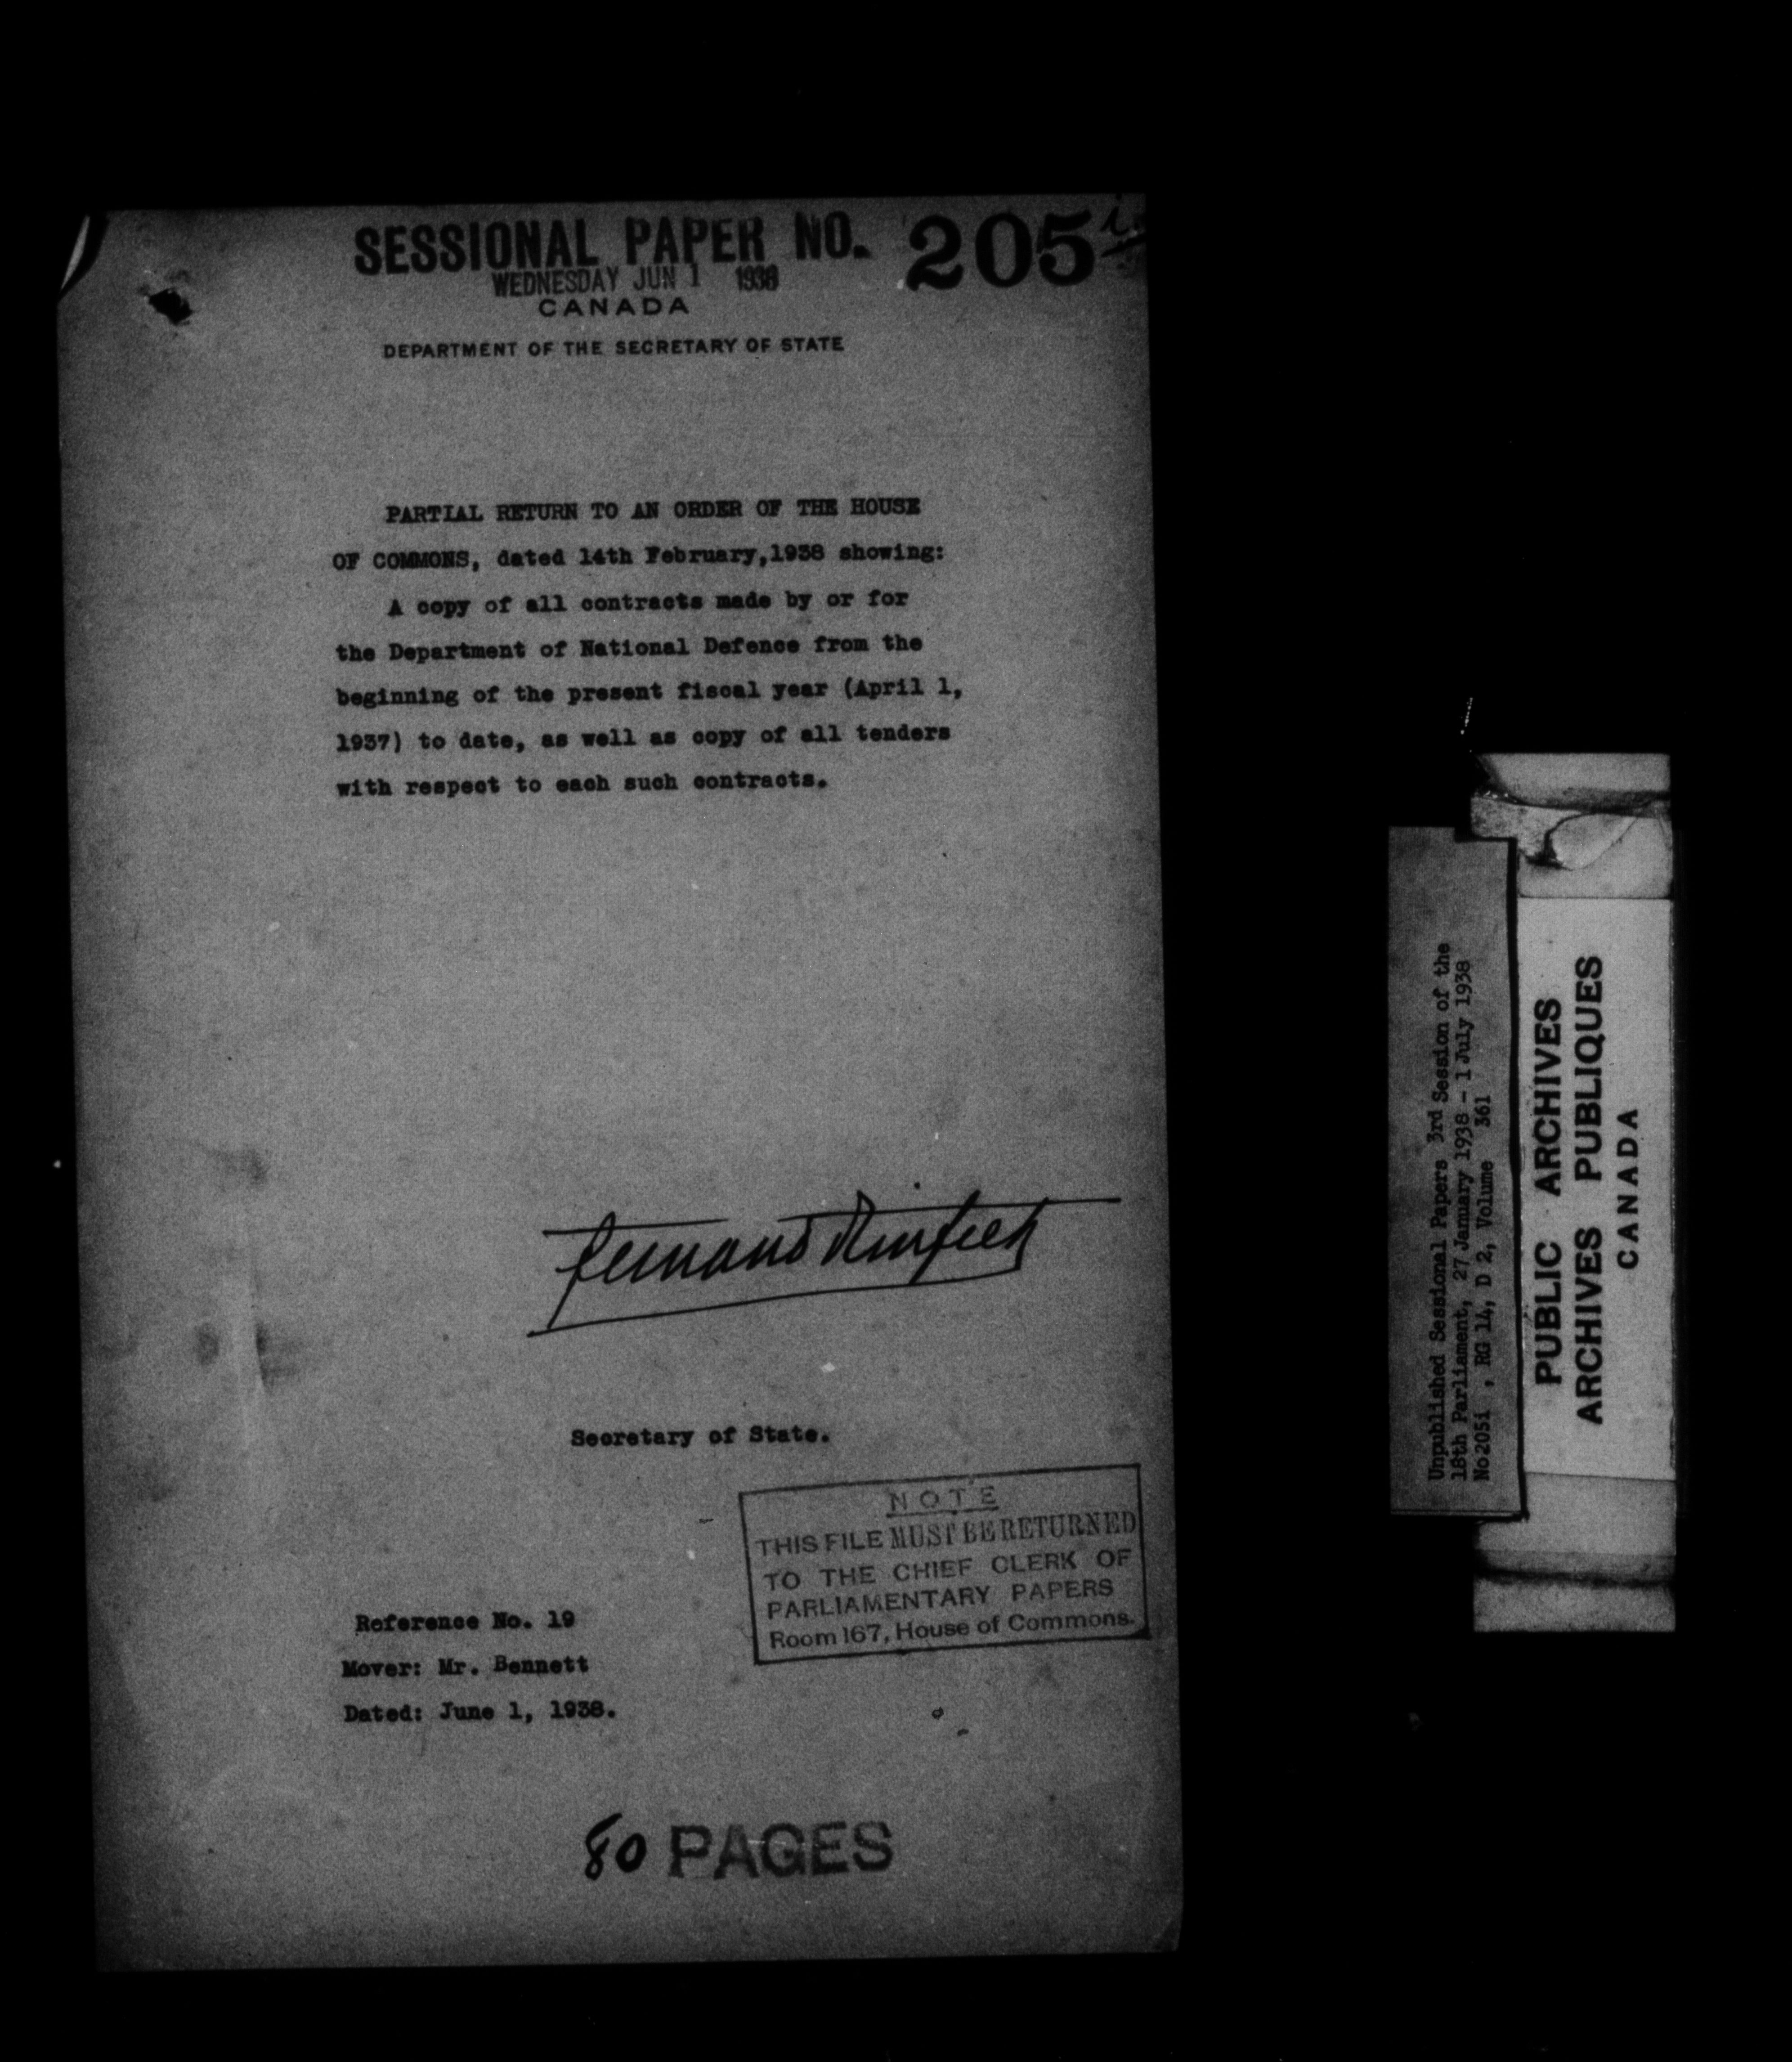 SESSIONAL PAPER NO. 205 i
WEDNESDAY JUN 1 1938
CANADA
DEPARTMENT OF THE SECRETARY OF STATE
PARTIAL RETURN TO AN ORDER OF THE HOUSE
OF COMMONS, dated 14th February,1938 showing:
A copy of all contracts made by or for
the Department of National Defence from the
beginning of the present fiscal year (April 1,
1937) to date, as well as copy of all tenders
with respect to each such contracts.
Fernand Rinfret
Secretary of State.
NOTE
THIS FILE MUST BE RETURNED
TO THE CHIEF CLERK OF
PARLIAMENTARY PAPERS
Room 167, House of Commons.
Reference No. 19
Mover: Mr. Bennett
Dated: June 1, 1938.
80 PAGES
Unpublished Sessional Papers 3rd Session of the
18th Parliament, 27 January 1938 - 1 July 1938
No205i , RG 14, D 2, Volume 361
PUBLIC ARCHIVES
ARCHIVES PUBLIQUES
CANADA